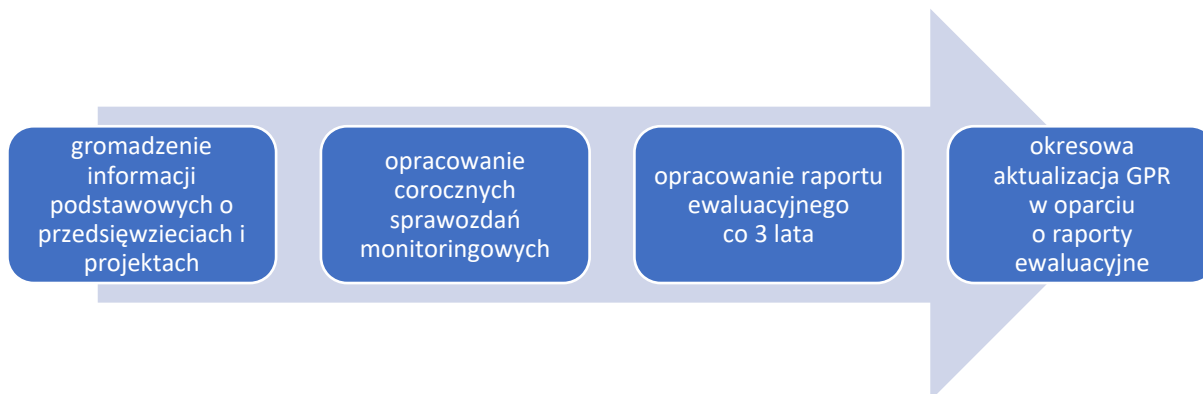 gromadzenie
informacji
podstawowych o
przedsięwzieciach i
projektach
opracowanie
corocznych
sprawozdań
monitoringowych
opracowanie raportu
ewaluacyjnego
co 3 lata
okresowa
aktualizacja GPR
w oparciu
o raporty
ewaluacyjne